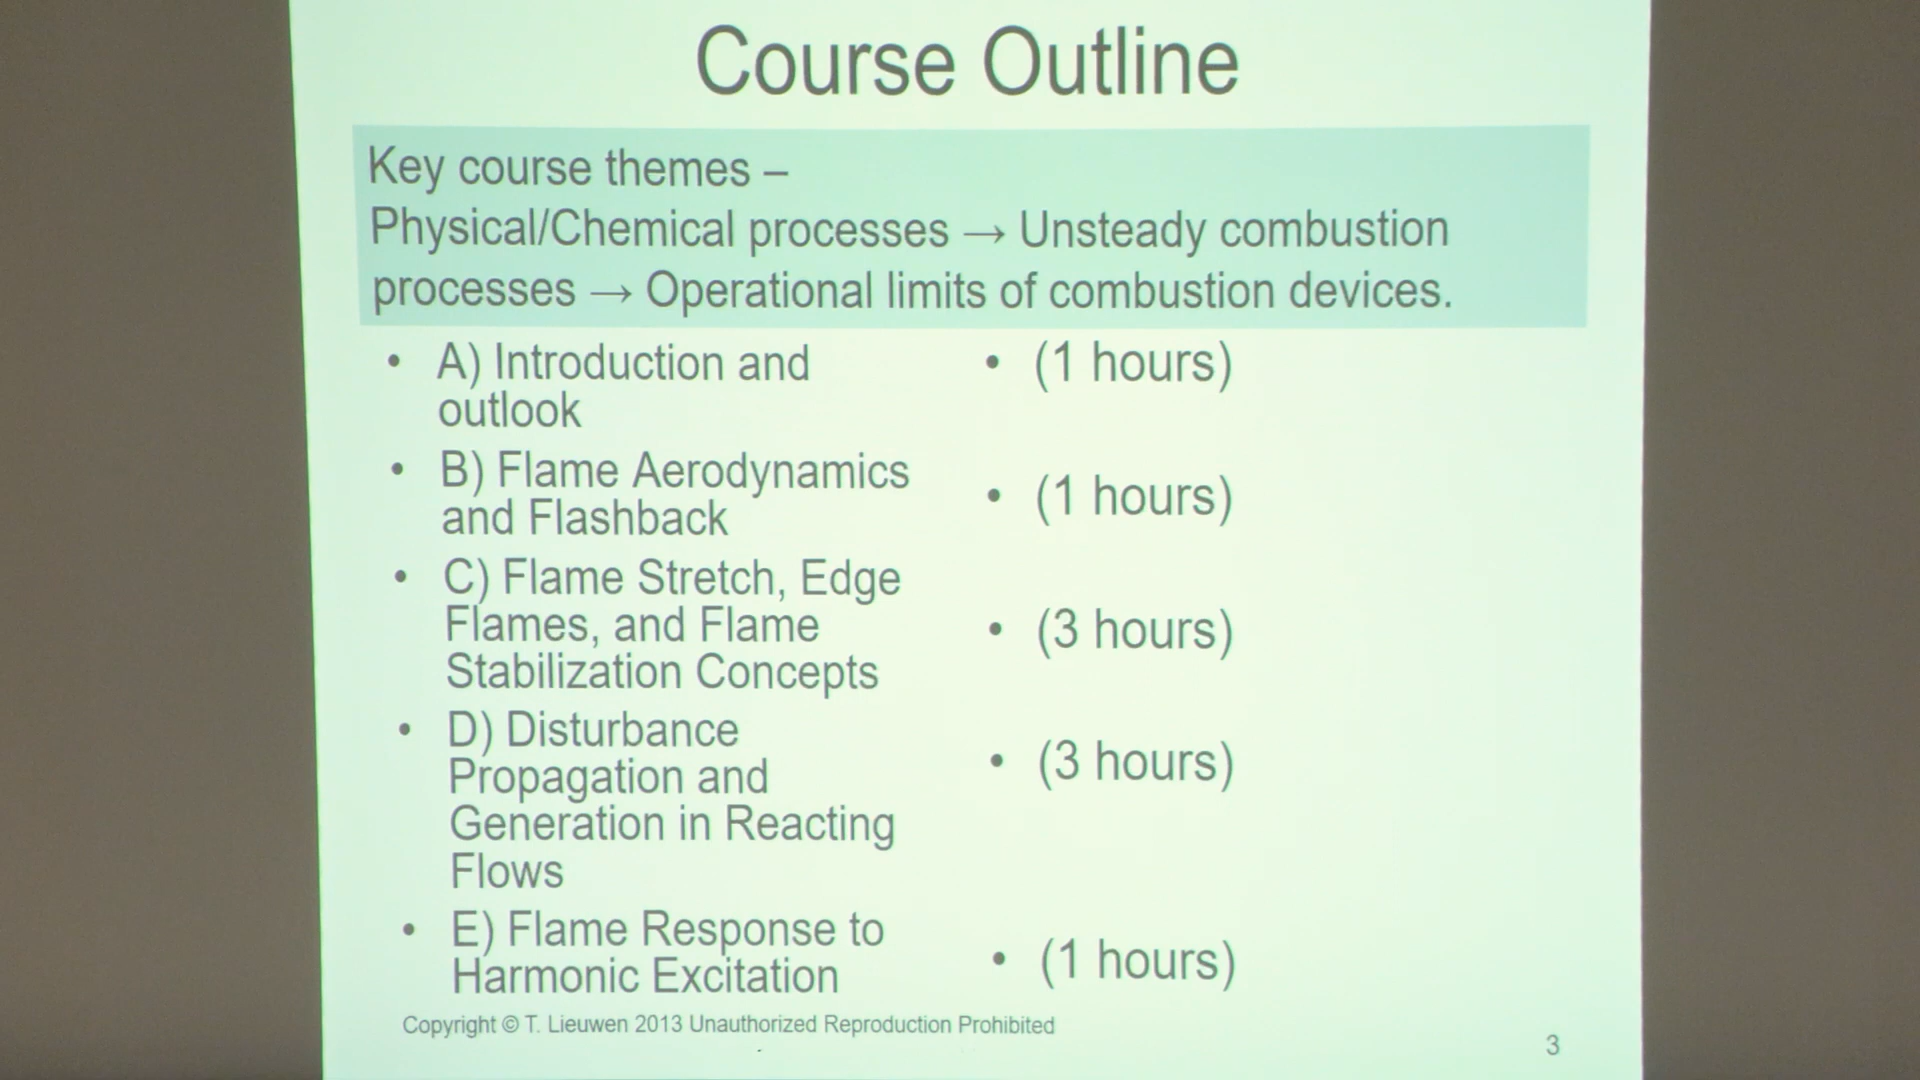 Course Outline
Key course themes –
Physical/Chemical processes → Unsteady combustion
processes → Operational limits of combustion devices.
• A) Introduction and
outlook
• (1 hours)
• B) Flame Aerodynamics
and Flashback
• (1 hours)
• C) Flame Stretch, Edge
Flames, and Flame
Stabilization Concepts
• (3 hours)
• D) Disturbance
Propagation and
Generation in Reacting
Flows
• (3 hours)
• E) Flame Response to
Harmonic Excitation
• (1 hours)
Copyright © T. Lieuwen 2013 Unauthorized Reproduction Prohibited
3